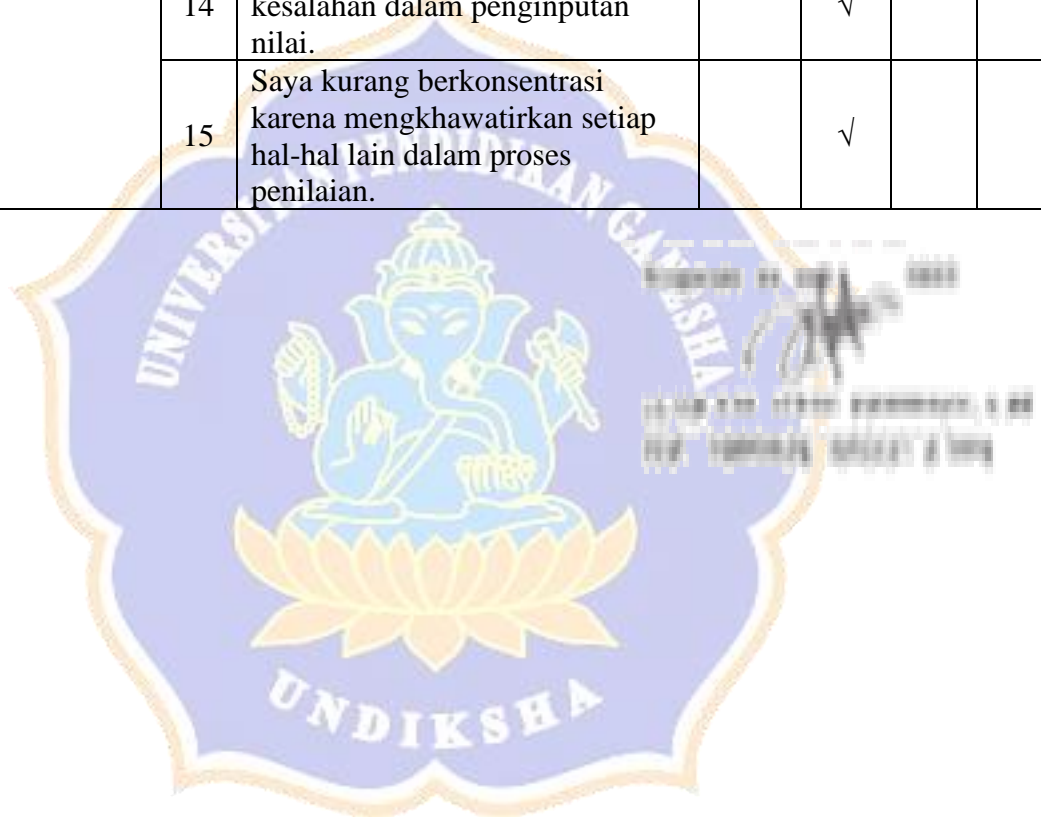 14
kesalahan dalam penginputan
√
nilai.
Saya kurang berkonsentrasi
karena mengkhawatirkan setiap
15
√
hal-hal lain dalam proses
penilaian.
UNIVERSITAS PENDIDIKAN GANESHA
UNDIKSHA